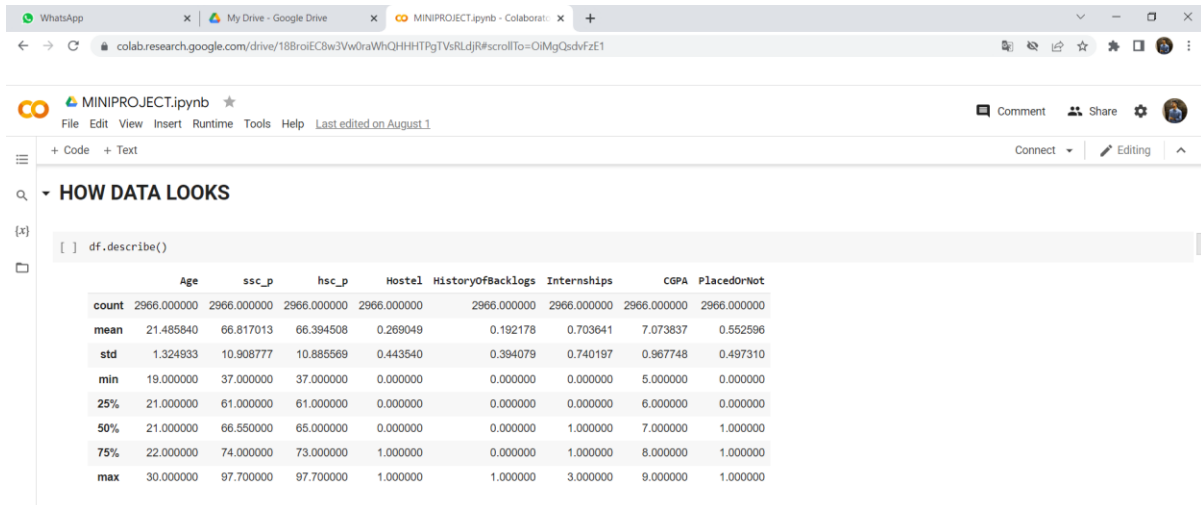 WhatsApp My Drive - Google Drive MINIPROJECT.ipynb - Colaborato
colab.research.google.com/drive/18BroiEC8w3Vw0raWhQHHHTPgTVsRLdjR#scrollTo=OiMgQsdvFzE1
MINIPROJECT.ipynb
Comment Share
File Edit View Insert Runtime Tools Help Last edited on August 1
+ Code + Text Connect Editing
HOW DATA LOOKS
{x}
[ ] df.describe()
Age ssc_p hsc_p Hostel HistoryOfBacklogs Internships CGPA PlacedOrNot
count 2966.000000 2966.000000 2966.000000 2966.000000 2966.000000 2966.000000 2966.000000 2966.000000
mean 21.485840 66.817013 66.394508 0.269049 0.192178 0.703641 7.073837 0.552596
std 1.324933 10.908777 10.885569 0.443540 0.394079 0.740197 0.967748 0.497310
min 19.000000 37.000000 37.000000 0.000000 0.000000 0.000000 5.000000 0.000000
25% 21.000000 61.000000 61.000000 0.000000 0.000000 0.000000 6.000000 0.000000
50% 21.000000 66.550000 65.000000 0.000000 0.000000 1.000000 7.000000 1.000000
75% 22.000000 74.000000 73.000000 1.000000 0.000000 1.000000 8.000000 1.000000
max 30.000000 97.700000 97.700000 1.000000 1.000000 3.000000 9.000000 1.000000